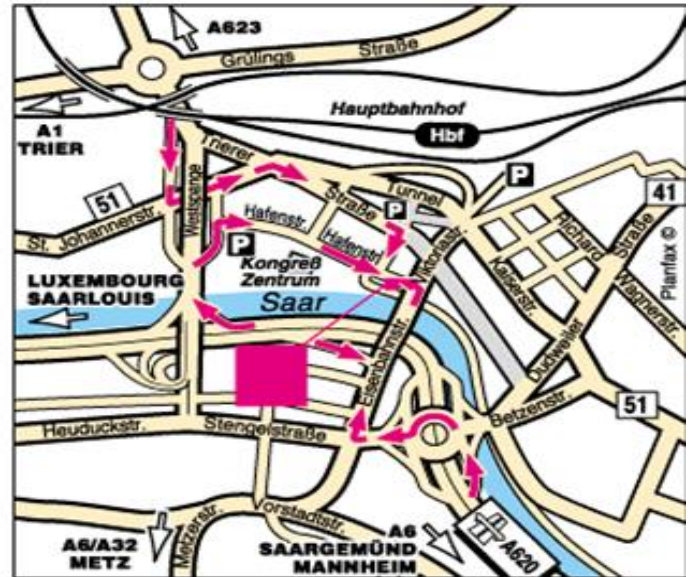 A623
Grülings Straße
Hauptbahnhof
Hbf
A1
TRIER
Trierer Straße
Tunnel
P
51
St. Johannerstr.
Westspange
Hafenstr.
P
Hafenstr.
P
41
Richard Wagnerstr.
Kaiserstr.
Dudweiler Straße
Planfax ©
Viktoriastr.
Kongreß
Zentrum
LUXEMBOURG
SAARLOUIS
Saar
Eisenbahnstr.
Betzenstr.
51
Heuduckstr.
Stengelstraße
Metzerstr.
orstadtstr.
A6/A32
METZ
A6
SAARGEMÜND
MANNHEIM
A620